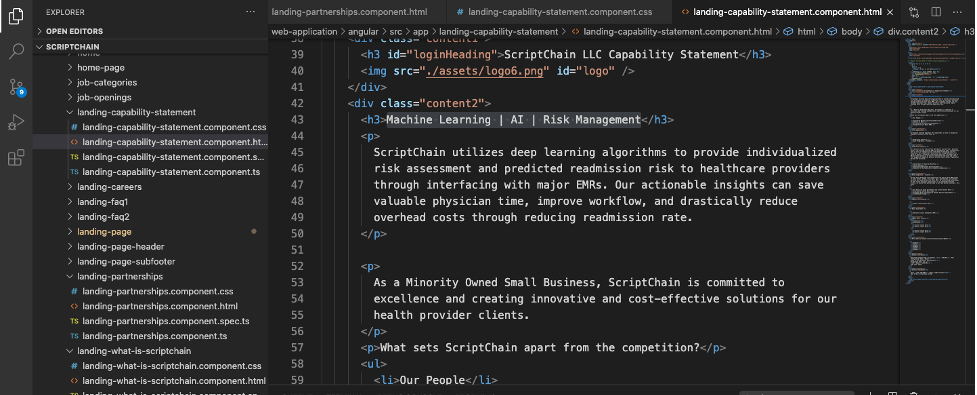 EXPLORER
OPEN EDITORS
SCRIPTCHAIN
home-page
job-categories
job-openings
landing-capability-statement
# landing-capability-statement.component.css
<> landing-capability-statement.component.ht...
TS landing-capability-statement.component.s...
TS landing-capability-statement.component.ts
landing-careers
landing-faq1
landing-faq2
landing-page
landing-page-header
landing-page-subfooter
landing-partnerships
# landing-partnerships.component.css
<> landing-partnerships.component.html
TS landing-partnerships.component.spec.ts
TS landing-partnerships.component.ts
landing-what-is-scriptchain
# landing-what-is-scriptchain.component.css
<> landing-what-is-scriptchain.component.html
9
landing-partnerships.component.html
# landing-capability-statement.component.css
<> landing-capability-statement.component.html ×
web-application > angular > src > app > landing-capability-statement > <> landing-capability-statement.component.html > html > body > div.content2 > h3
39 <h3 id="loginHeading">ScriptChain LLC Capability Statement</h3>
40 <img src="./assets/logo6.png" id="logo" />
41 </div>
42 <div class="content2">
43 <h3>Machine Learning | AI | Risk Management</h3>
44 <p>
45 ScriptChain utilizes deep learning algorithms to provide individualized
46 risk assessment and predicted readmission risk to healthcare providers
47 through interfacing with major EMRs. Our actionable insights can save
48 valuable physician time, improve workflow, and drastically reduce
49 overhead costs through reducing readmission rate.
50 </p>
51
52 <p>
53 As a Minority Owned Small Business, ScriptChain is committed to
54 excellence and creating innovative and cost-effective solutions for our
55 health provider clients.
56 </p>
57 <p>What sets ScriptChain apart from the competition?</p>
58 <ul>
59 <li>Our People</li>